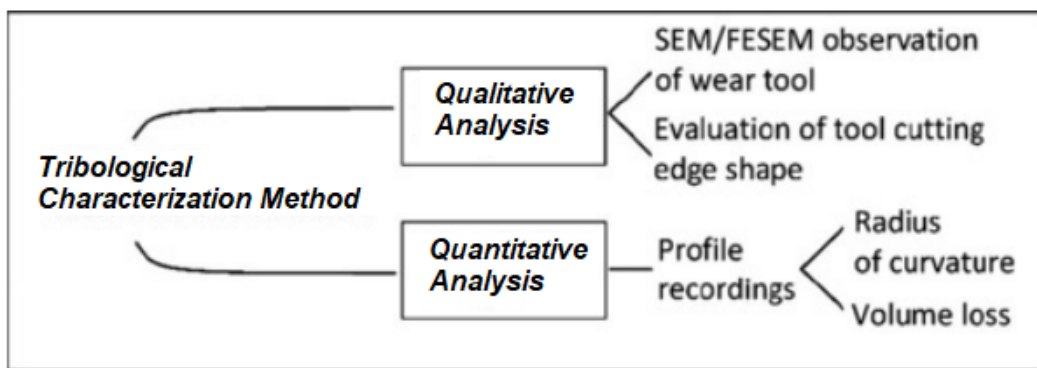 Tribological
Characterization Method
Qualitative
Analysis
SEM/FESEM observation
of wear tool
Evaluation of tool cutting
edge shape
Quantitative
Analysis
Profile
recordings
Radius
of curvature
Volume loss